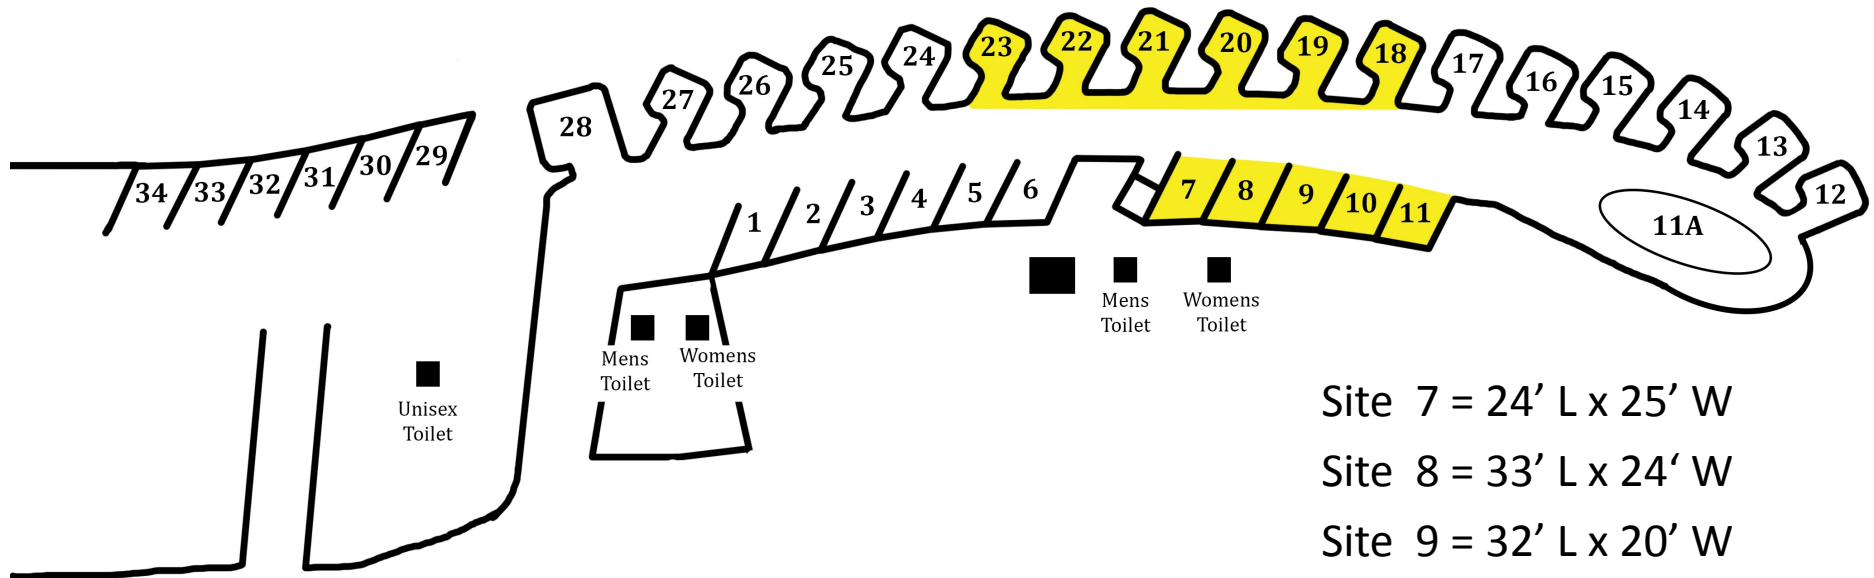 34
33
32
31
30
29
28
27
26
25
24
23
22
21
20
19
18
17
16
15
14
13
12
11A
1
2
3
4
5
6
7
8
9
10
11
Mens
Toilet
Womens
Toilet
Mens
Toilet
Womens
Toilet
Unisex
Toilet
Site 7 = 24’ L x 25’ W
Site 8 = 33’ L x 24‘ W
Site 9 = 32’ L x 20’ W